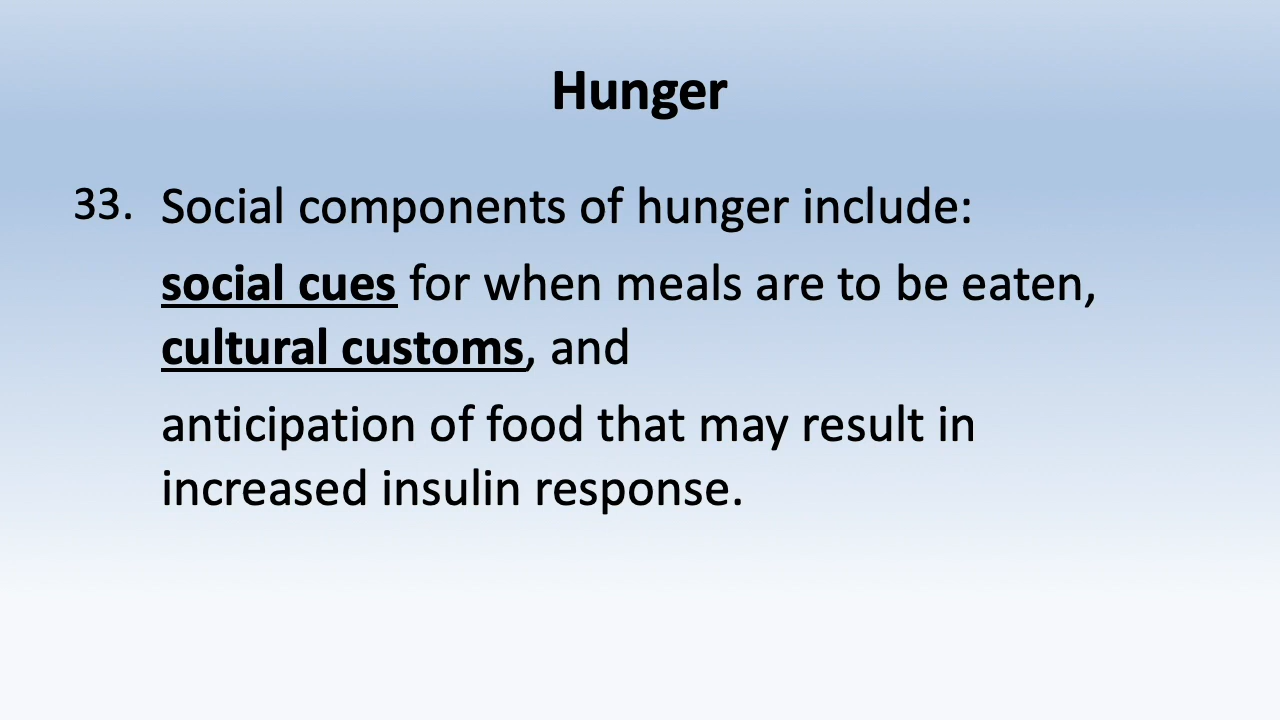 Hunger
33. Social components of hunger include:
social cues for when meals are to be eaten,
cultural customs, and
anticipation of food that may result in
increased insulin response.